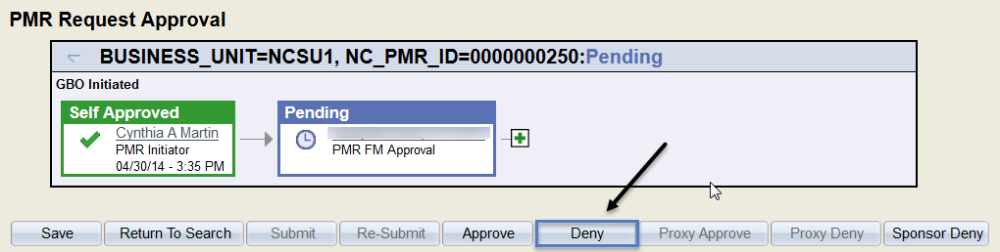 PMR Request Approval
BUSINESS_UNIT=NCSU1, NC_PMR_ID=0000000250:Pending
GBO Initiated
Self Approved
Cynthia A Martin
PMR Initiator
04/30/14 - 3:35 PM
Pending
PMR FM Approval
Save Return To Search Submit Re-Submit Approve Deny Proxy Approve Proxy Deny Sponsor Deny